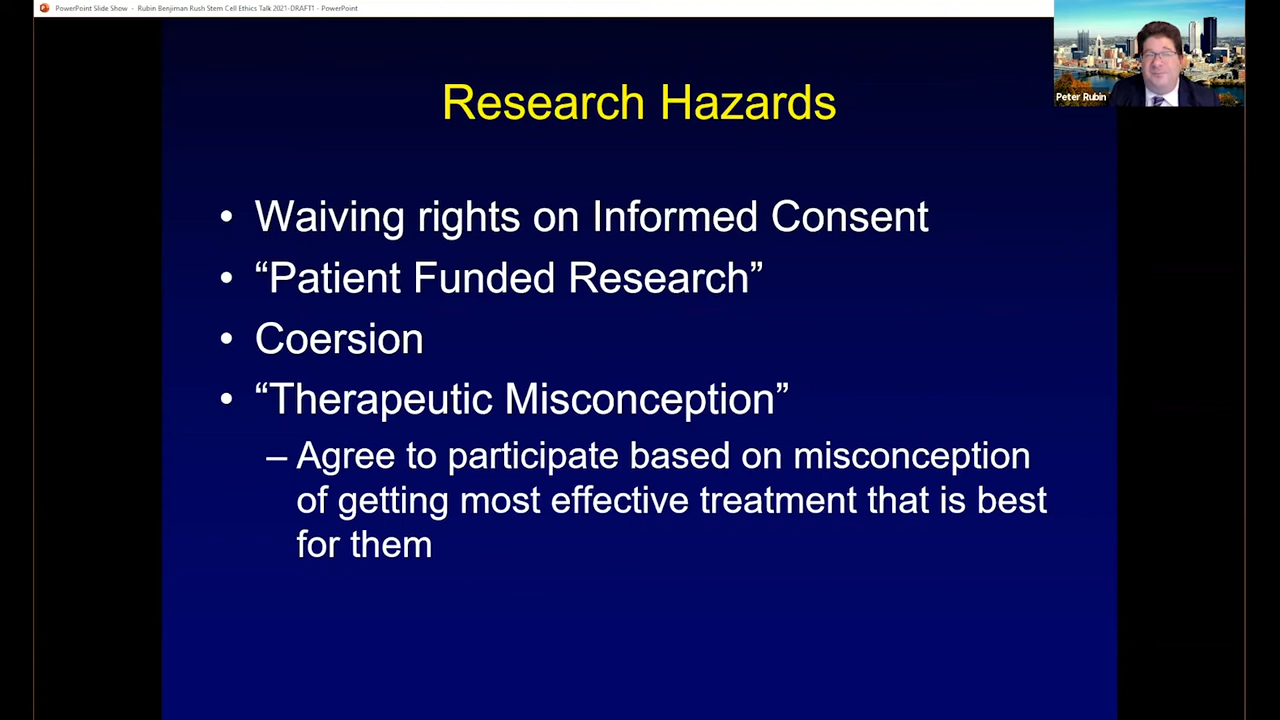 PowerPoint Slide Show - Rubin Benjiman Rush Stem Cell Ethics Talk 2021-DRAFT1 - PowerPoint
Peter Rubin
Research Hazards
• Waiving rights on Informed Consent
• “Patient Funded Research”
• Coersion
• “Therapeutic Misconception”
– Agree to participate based on misconception
of getting most effective treatment that is best
for them